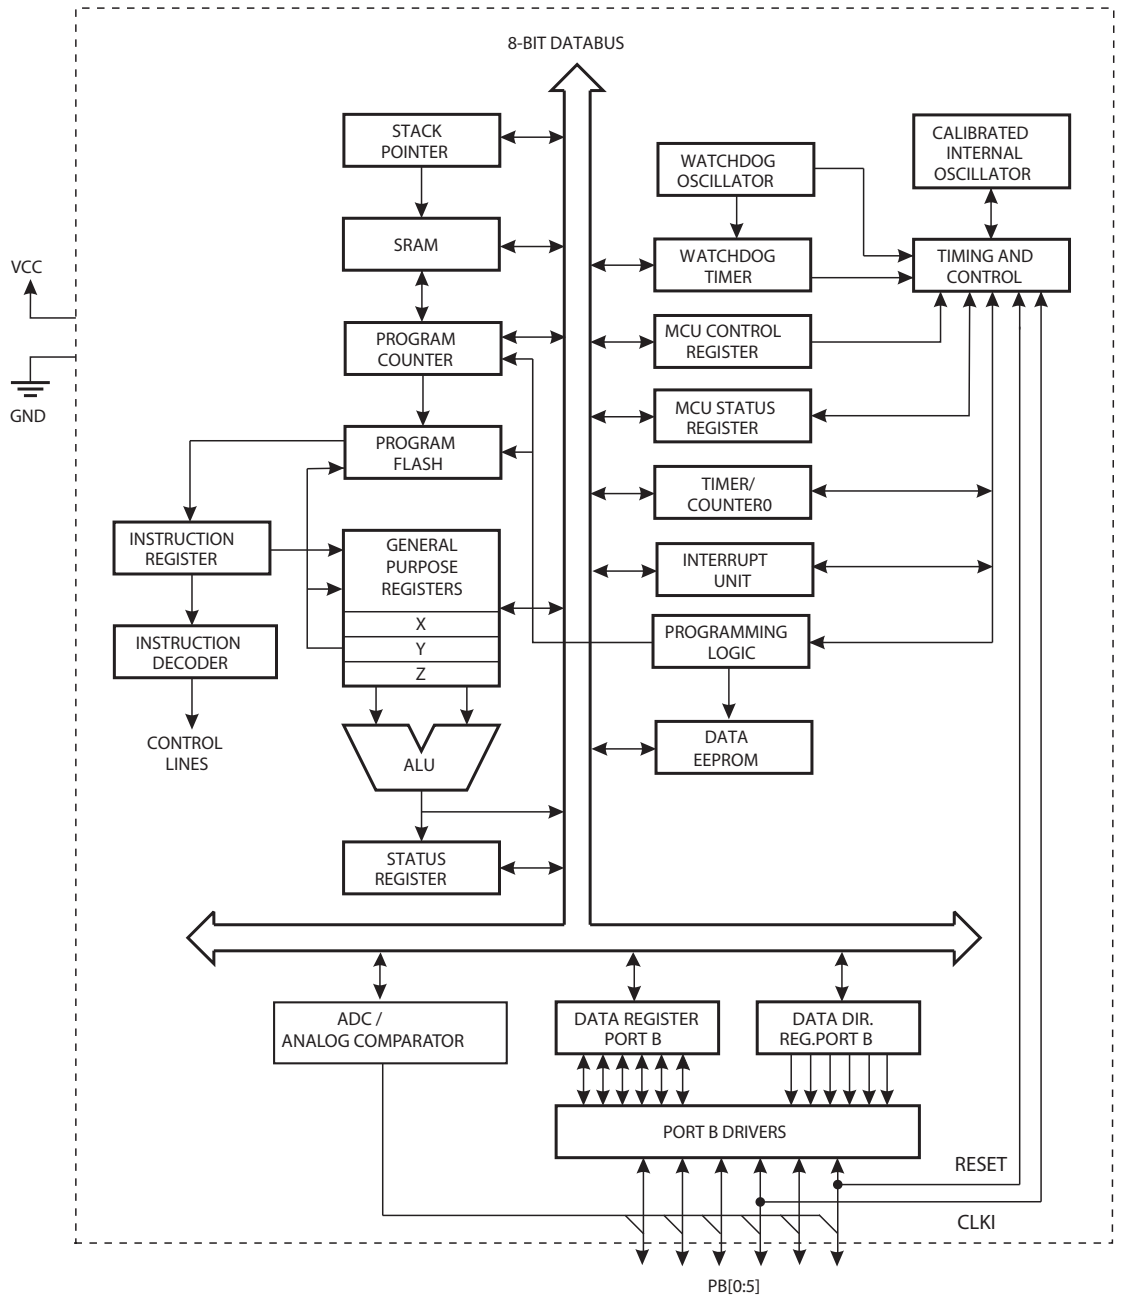 8-BIT DATABUS
STACK
POINTER
SRAM
PROGRAM
COUNTER
PROGRAM
FLASH
VCC
GND
INSTRUCTION
REGISTER
INSTRUCTION
DECODER
CONTROL
LINES
GENERAL
PURPOSE
REGISTERS
X
Y
Z
ALU
STATUS
REGISTER
WATCHDOG
OSCILLATOR
CALIBRATED
INTERNAL
OSCILLATOR
WATCHDOG
TIMER
TIMING AND
CONTROL
MCU CONTROL
REGISTER
MCU STATUS
REGISTER
TIMER/
COUNTER0
INTERRUPT
UNIT
PROGRAMMING
LOGIC
DATA
EEPROM
ADC /
ANALOG COMPARATOR
DATA REGISTER
PORT B
DATA DIR.
REG.PORT B
PORT B DRIVERS
RESET
CLKI
PB[0:5]